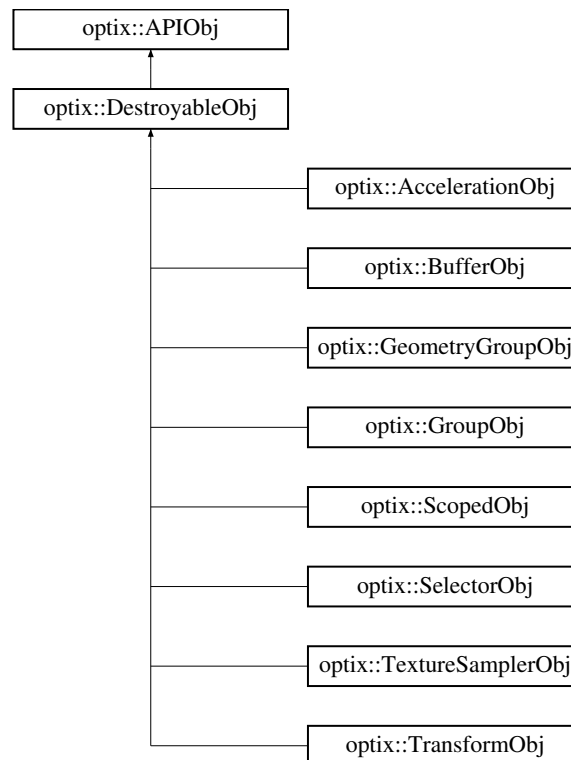 optix::APIObj
optix::DestroyableObj
optix::AccelerationObj
optix::BufferObj
optix::GeometryGroupObj
optix::GroupObj
optix::ScopedObj
optix::SelectorObj
optix::TextureSamplerObj
optix::TransformObj